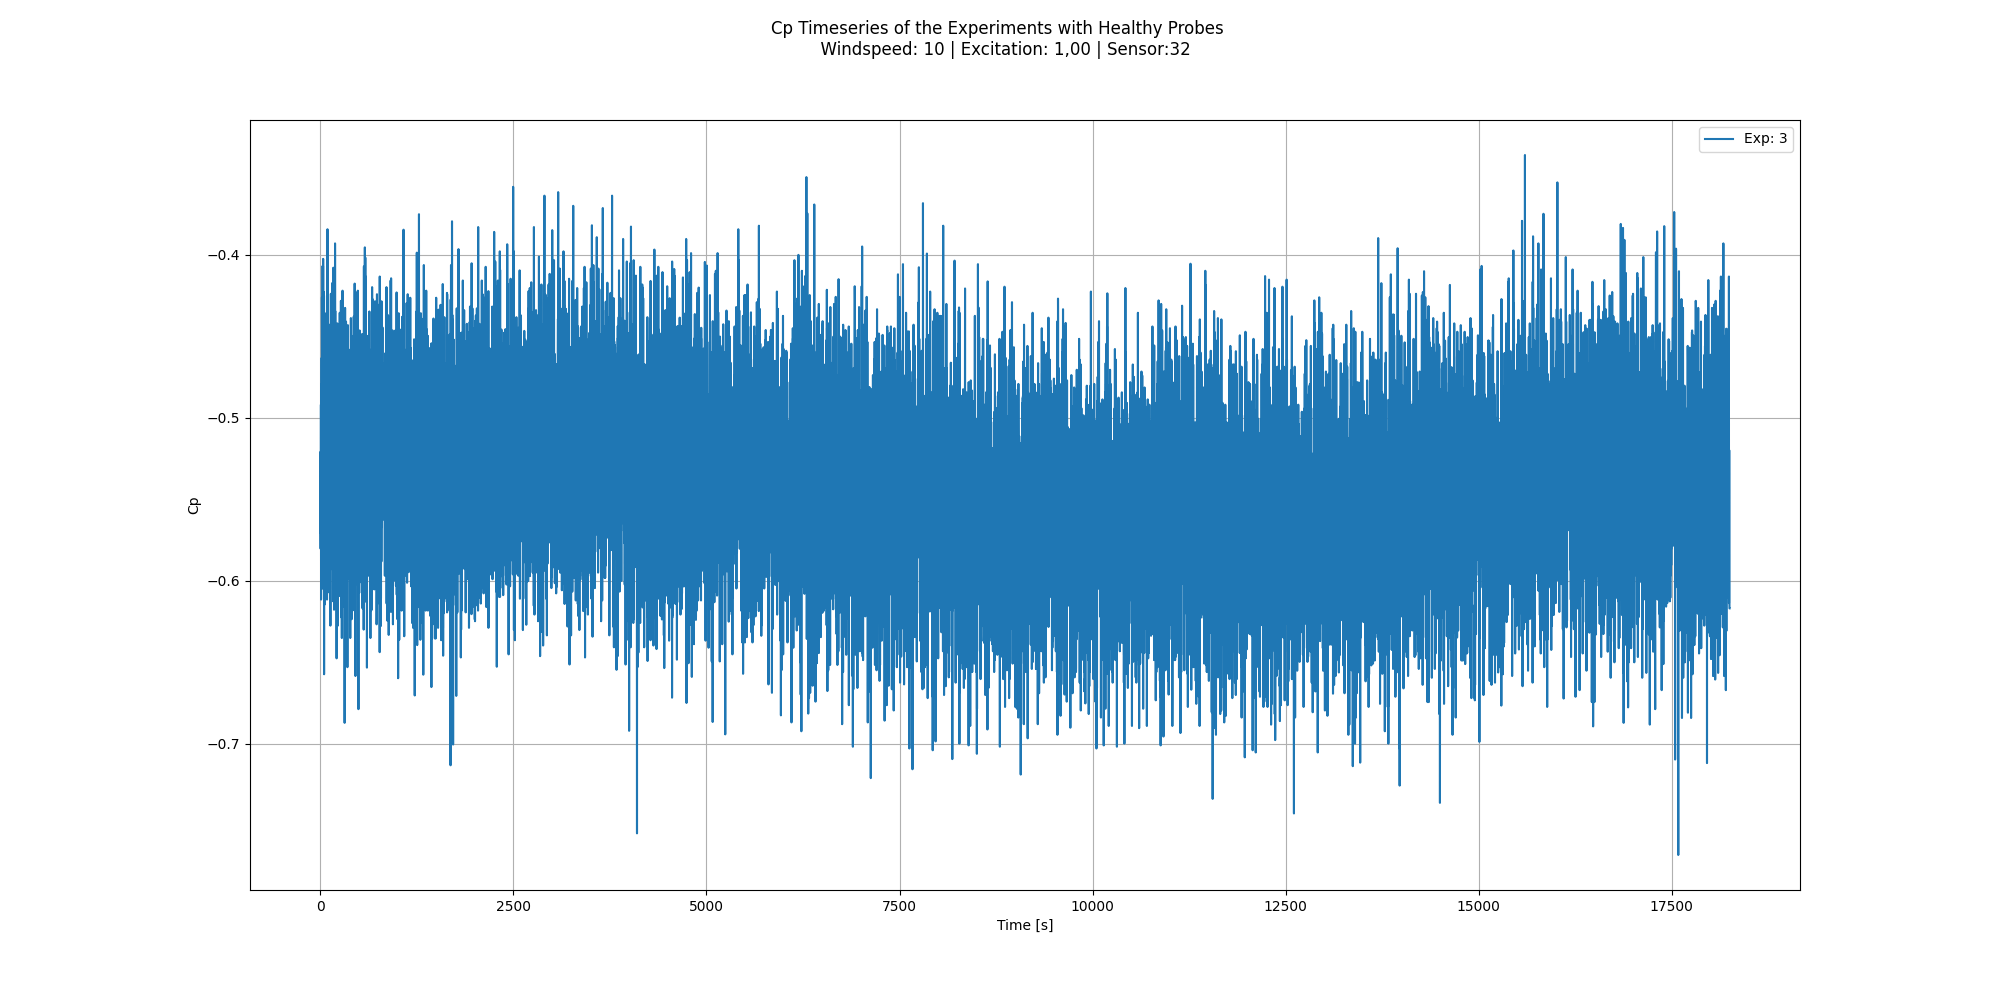 Cp Timeseries of the Experiments with Healthy Probes
Windspeed: 10 | Excitation: 1,00 | Sensor:32
Exp: 3
−0.4
−0.5
−0.6
−0.7
Cp
0 2500 5000 7500 10000 12500 15000 17500
Time [s]